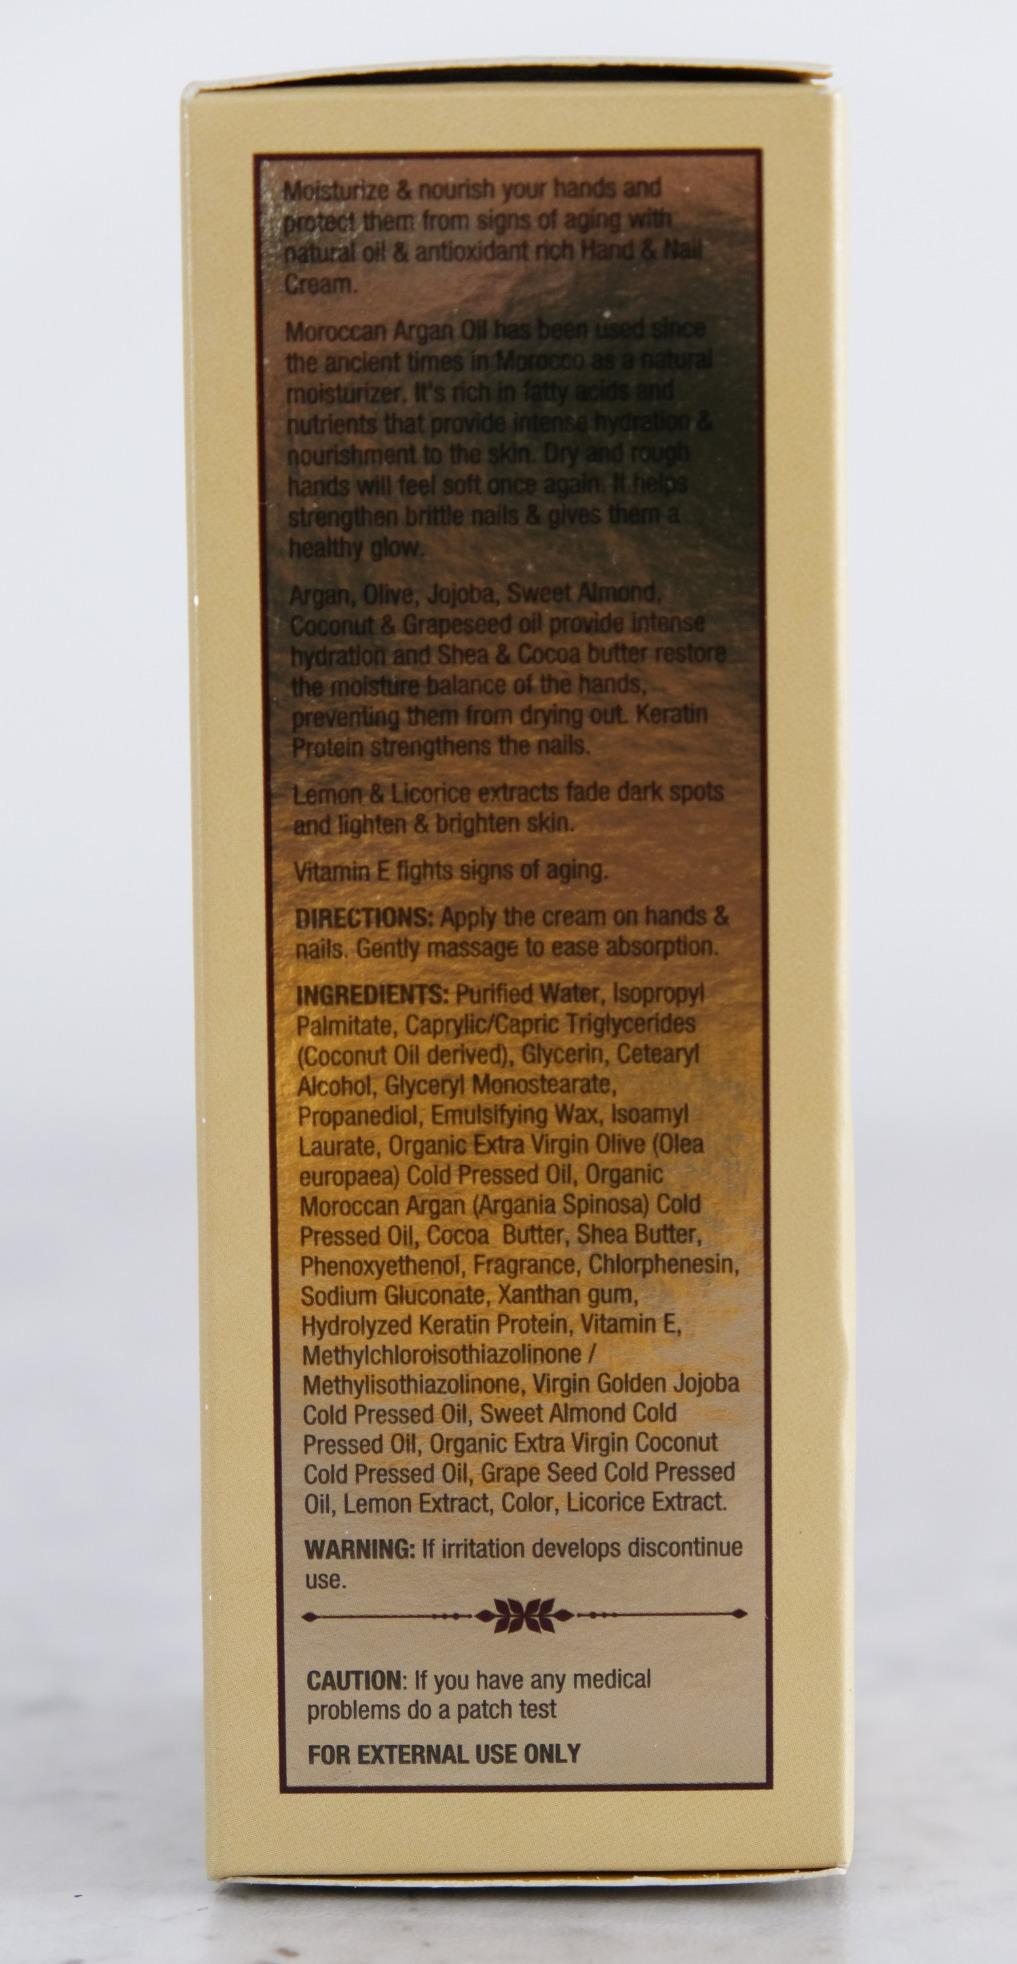 Moisturize & nourish your hands and
protect them from signs of aging with
natural oil & antioxidant rich Hand & Nail
Cream.
Moroccan Argan Oil has been used since
the ancient times in Morocco as a natural
moisturizer. It's rich in fatty acids and
nutrients that provide intense hydration &
nourishment to the skin. Dry and rough
hands will feel soft once again. It helps
strengthen brittle nails & gives them a
healthy glow.
Argan, Olive, Jojoba, Sweet Almond,
Coconut & Grapeseed oil provide intense
hydration and Shea & Cocoa butter restore
the moisture balance of the hands,
preventing them from drying out. Keratin
Protein strengthens the nails.
Lemon & Licorice extracts fade dark spots
and lighten & brighten skin.
Vitamin E fights signs of aging.
DIRECTIONS: Apply the cream on hands &
nails. Gently massage to ease absorption.
INGREDIENTS: Purified Water, Isopropyl
Palmitate, Caprylic/Capric Triglycerides
(Coconut Oil derived), Glycerin, Cetearyl
Alcohol, Glyceryl Monostearate,
Propanediol, Emulsifying Wax, Isoamyl
Laurate, Organic Extra Virgin Olive (Olea
europaea) Cold Pressed Oil, Organic
Moroccan Argan (Argania Spinosa) Cold
Pressed Oil, Cocoa Butter, Shea Butter,
Phenoxyethenol, Fragrance, Chlorphenesin,
Sodium Gluconate, Xanthan gum,
Hydrolyzed Keratin Protein, Vitamin E,
Methylchloroisothiazolinone /
Methylisothiazolinone, Virgin Golden Jojoba
Cold Pressed Oil, Sweet Almond Cold
Pressed Oil, Organic Extra Virgin Coconut
Cold Pressed Oil, Grape Seed Cold Pressed
Oil, Lemon Extract, Color, Licorice Extract.
WARNING: If irritation develops discontinue
use.
CAUTION: If you have any medical
problems do a patch test
FOR EXTERNAL USE ONLY